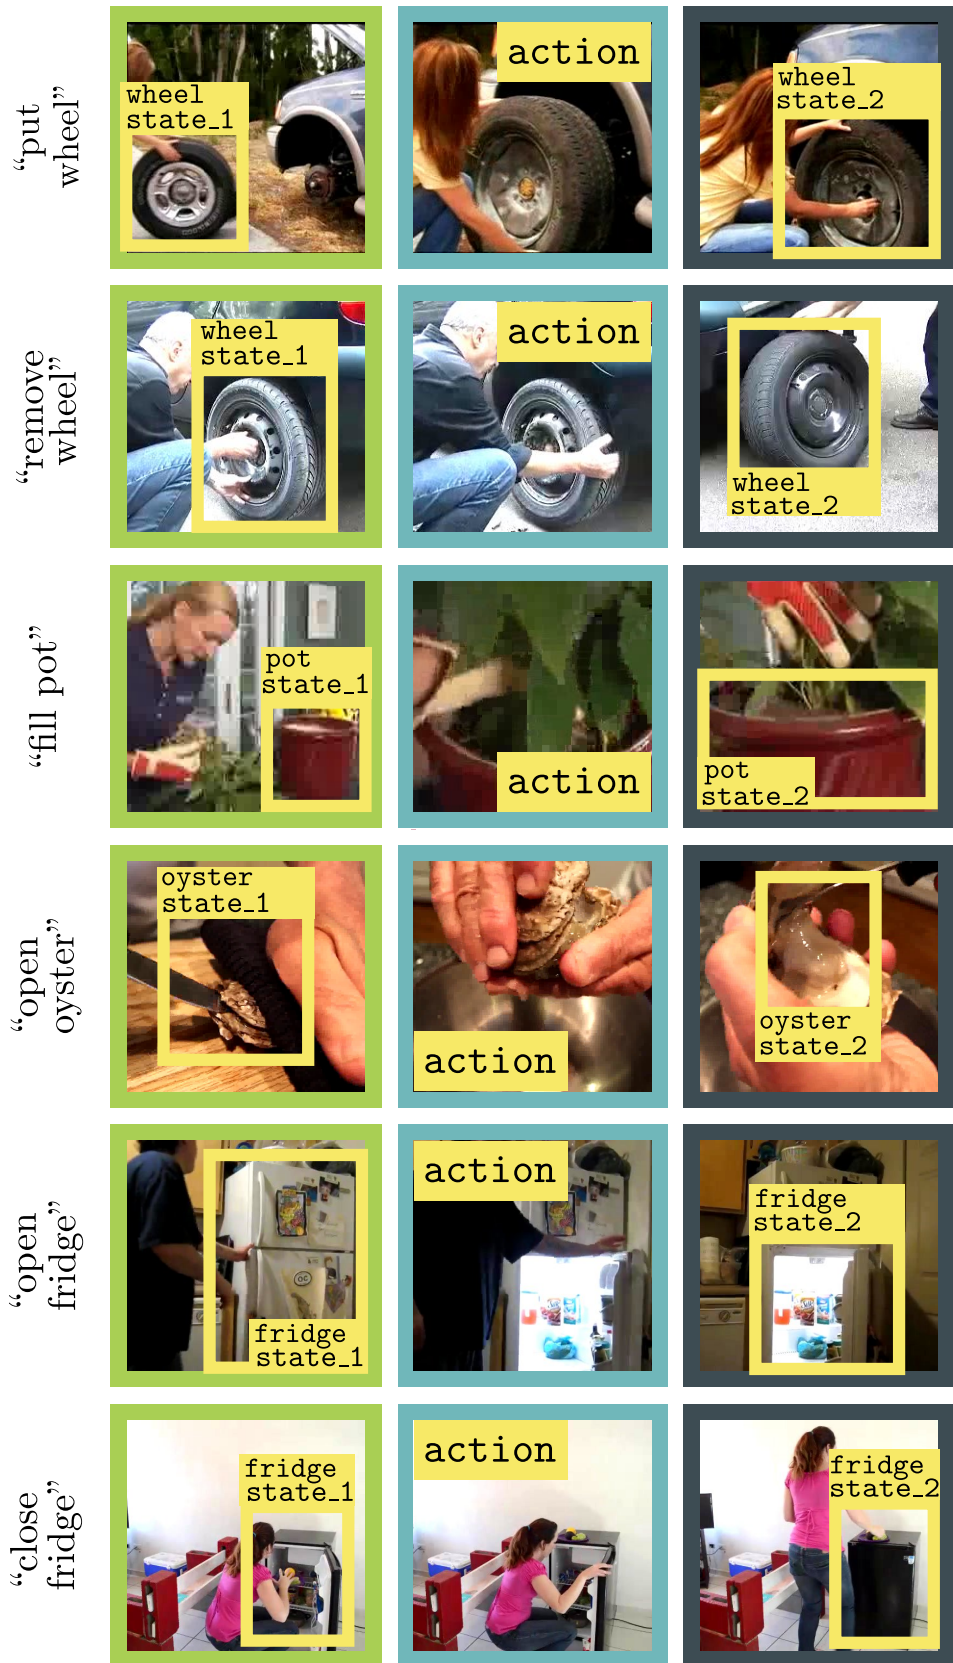 “put
wheel”
wheel
state_1
action
wheel
state_2
“remove
wheel”
wheel
state_1
action
wheel
state_2
“fill pot”
pot
state_1
action
pot
state_2
“open
oyster”
oyster
state_1
action
oyster
state_2
“open
fridge”
OC
fridge
state_1
action
fridge
state_2
“close
fridge”
fridge
state_1
action
fridge
state_2